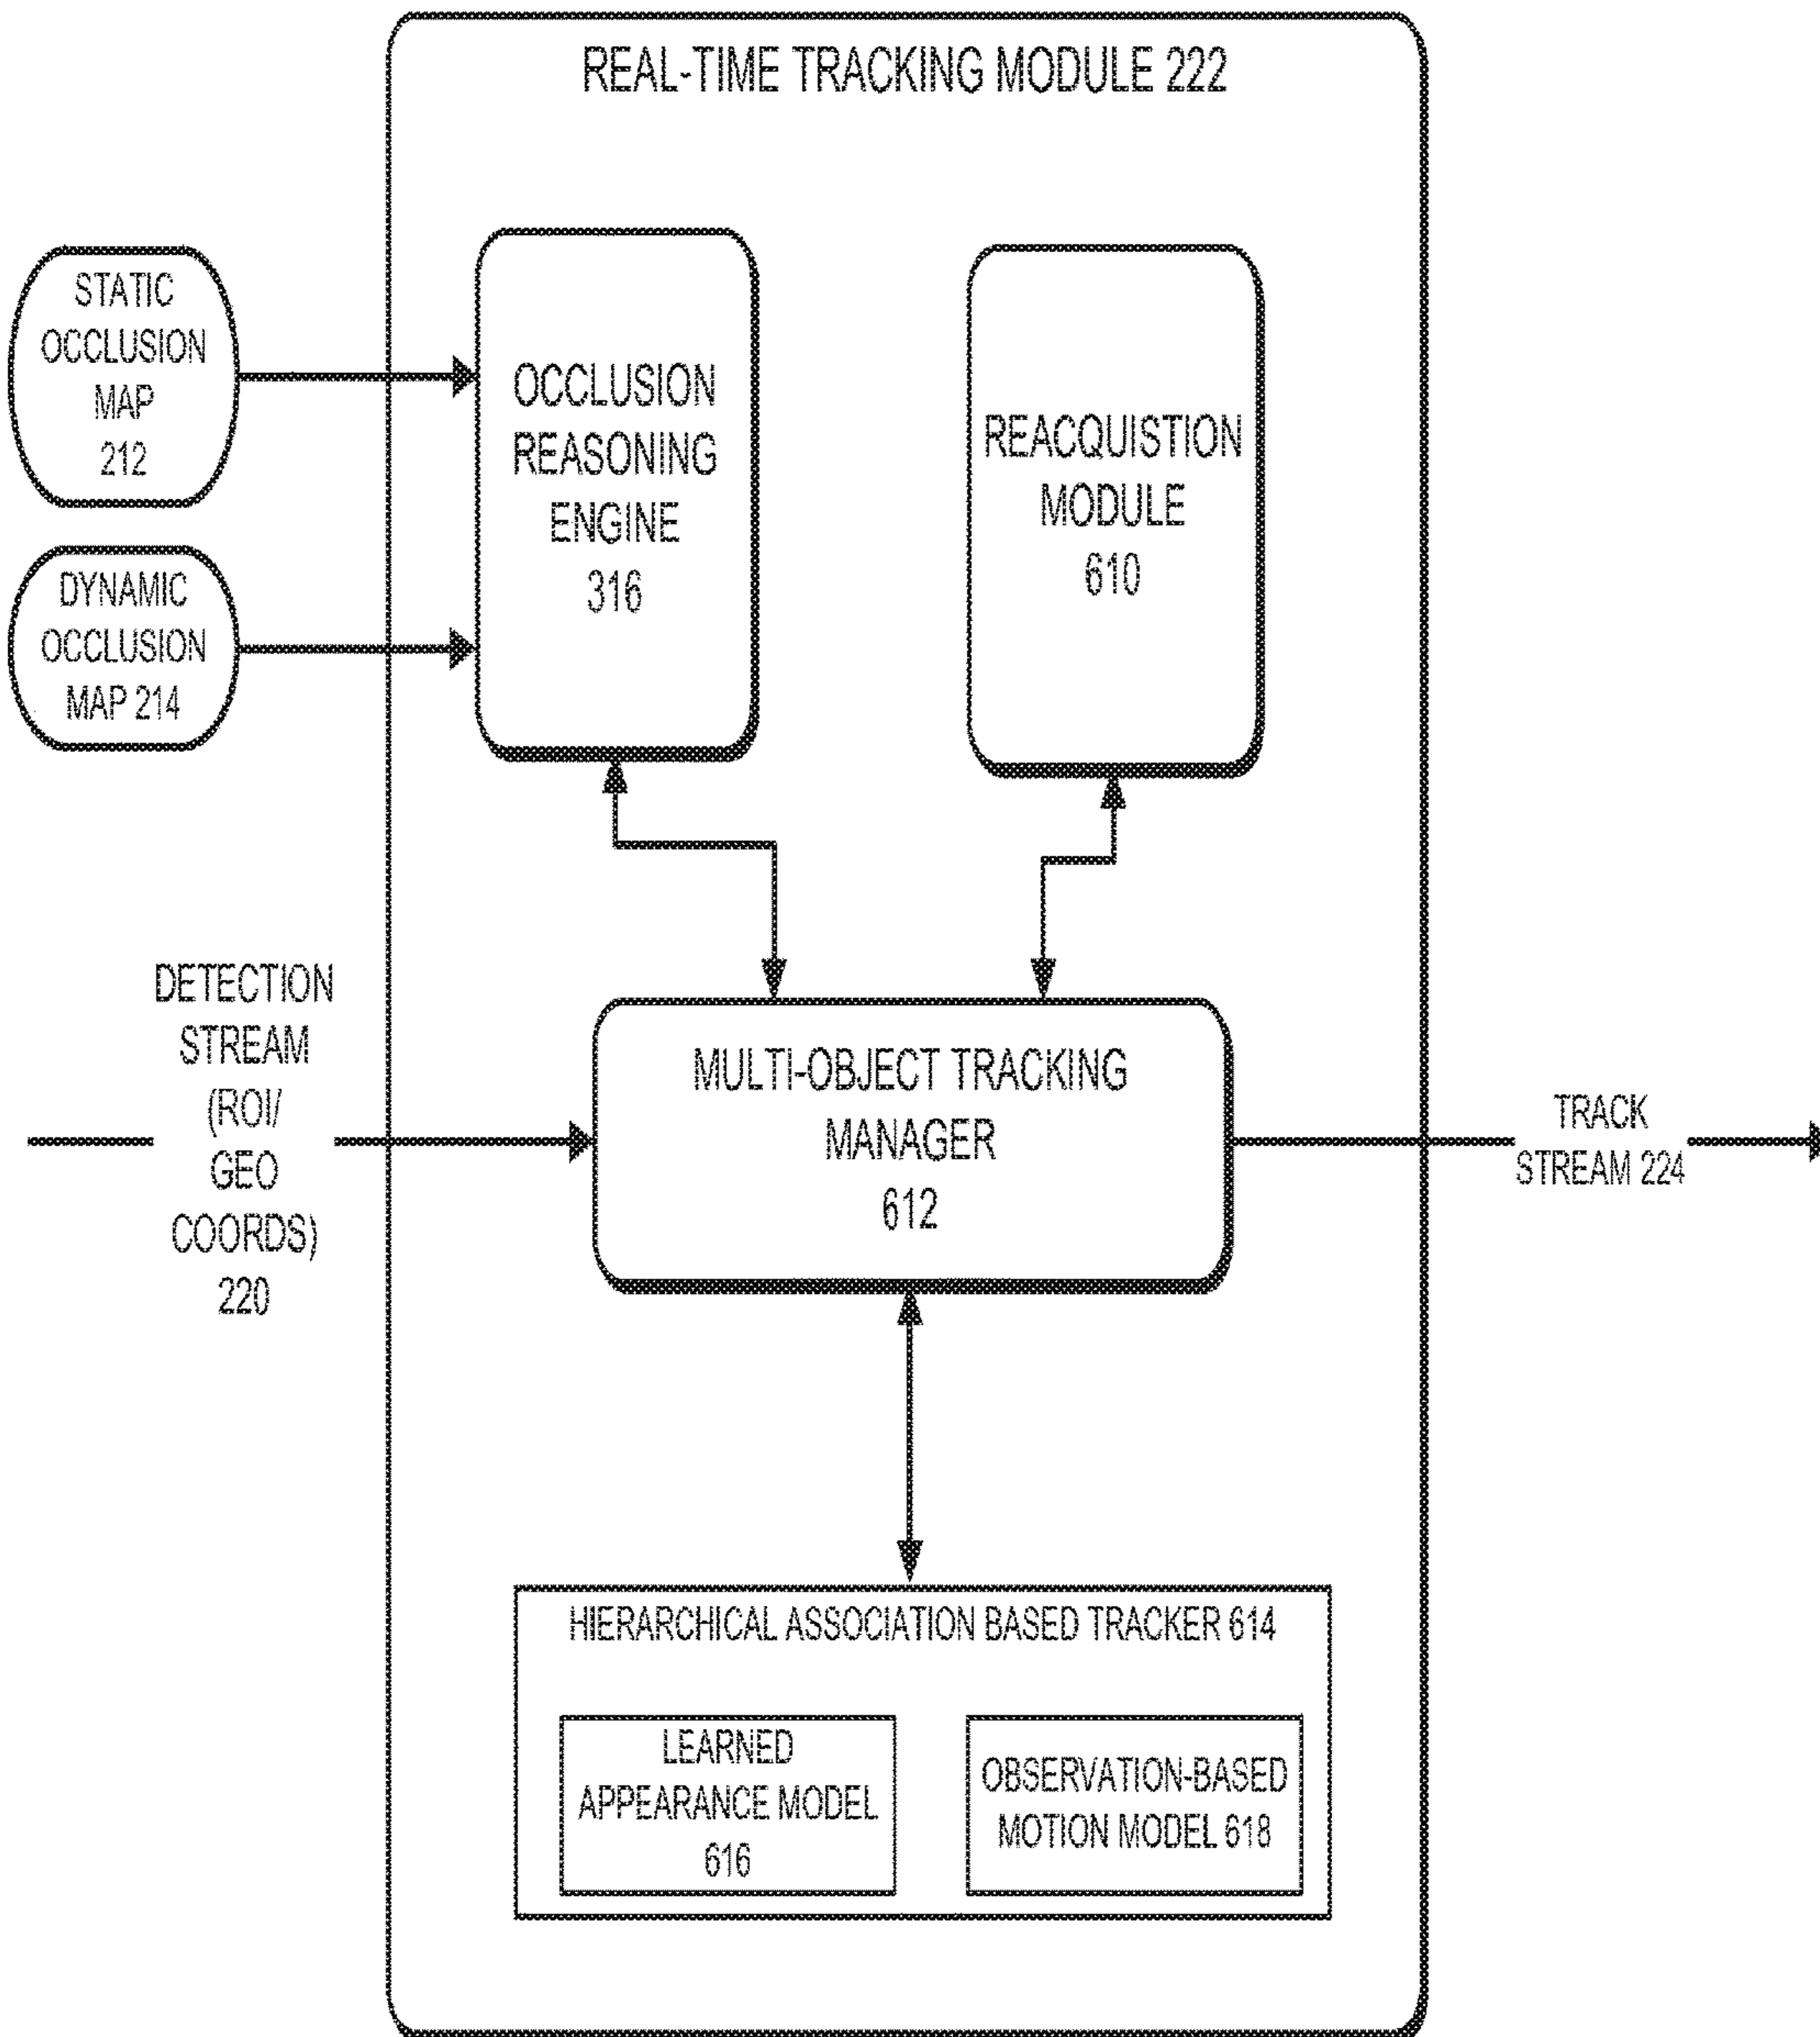 REAL-TIME TRACKING MODULE 222
STATIC
OCCLUSION
MAP
212
DYNAMIC
OCCLUSION
MAP 214
OCCLUSION
REASONING
ENGINE
316
REACQUISTION
MODULE
610
DETECTION
STREAM
(ROI/
GEO
COORDS)
220
MULTI-OBJECT TRACKING
MANAGER
612
TRACK
STREAM 224
HIERARCHICAL ASSOCIATION BASED TRACKER 614
LEARNED
APPEARANCE MODEL
616
OBSERVATION-BASED
MOTION MODEL 618